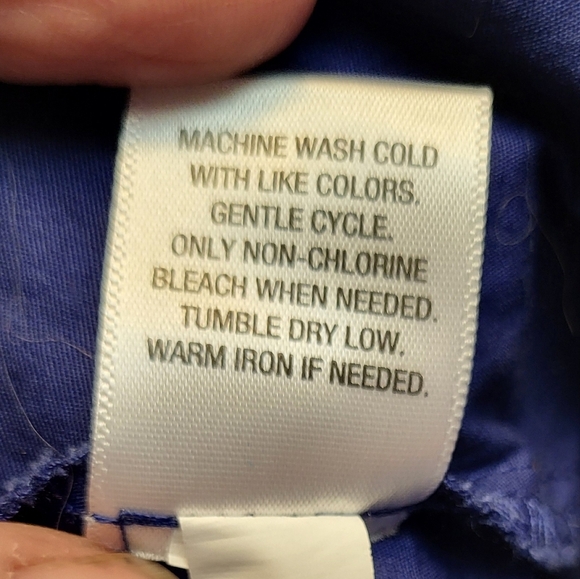 MACHINE WASH COLD
WITH LIKE COLORS.
GENTLE CYCLE.
ONLY NON-CHLORINE
BLEACH WHEN NEEDED.
TUMBLE DRY LOW.
WARM IRON IF NEEDED.